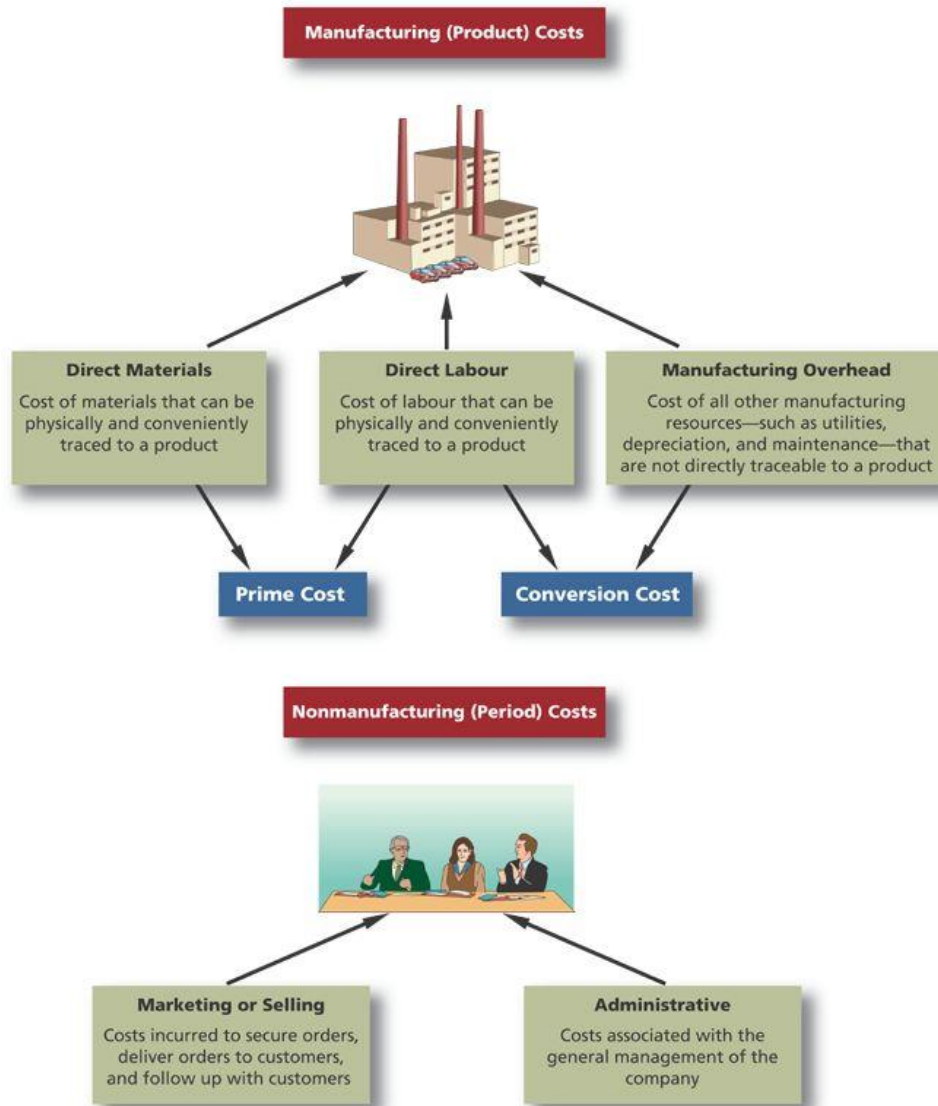 Manufacturing (Product) Costs
Direct Materials
Cost of materials that can be
physically and conveniently
traced to a product
Direct Labour
Cost of labour that can be
physically and conveniently
traced to a product
Manufacturing Overhead
Cost of all other manufacturing
resources—such as utilities,
depreciation, and maintenance—that
are not directly traceable to a product
Prime Cost
Conversion Cost
Nonmanufacturing (Period) Costs
Marketing or Selling
Costs incurred to secure orders,
deliver orders to customers,
and follow up with customers
Administrative
Costs associated with the
general management of the
company